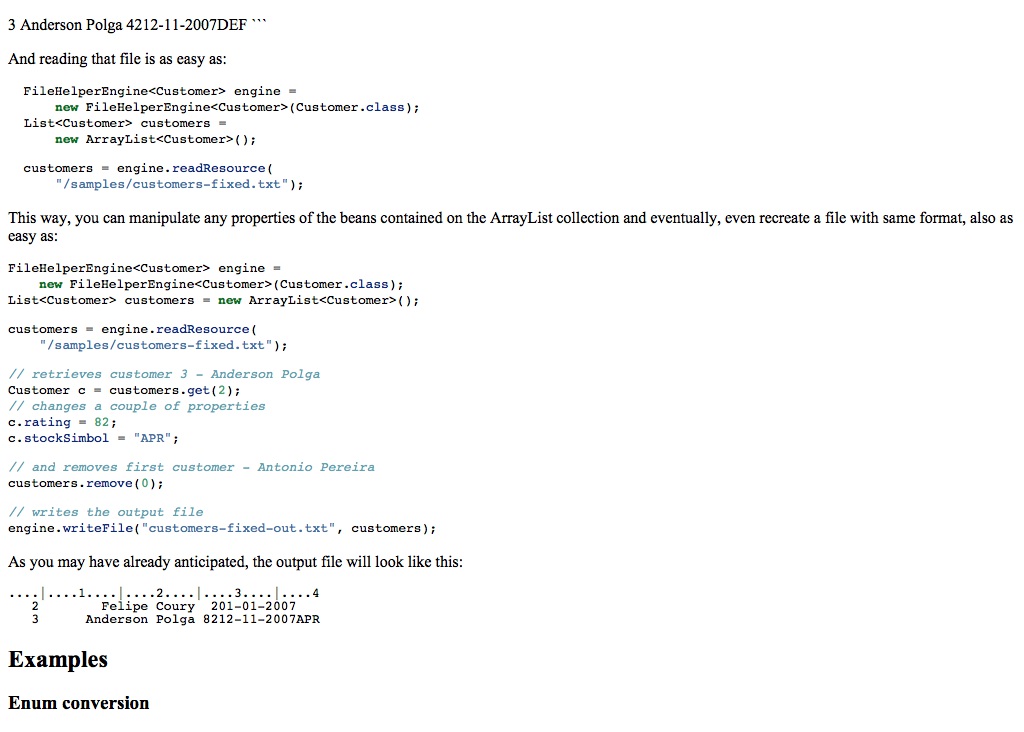 3 Anderson Polga 4212-11-2007DEF ```
And reading that file is as easy as:
FileHelperEngine<Customer> engine =
    new FileHelperEngine<Customer>(Customer.class);
List<Customer> customers =
    new ArrayList<Customer>();
customers = engine.readResource(
    "/samples/customers-fixed.txt");
This way, you can manipulate any properties of the beans contained on the ArrayList collection and eventually, even recreate a file with same format, also as
easy as:
FileHelperEngine<Customer> engine =
    new FileHelperEngine<Customer>(Customer.class);
List<Customer> customers = new ArrayList<Customer>();
customers = engine.readResource(
    "/samples/customers-fixed.txt");
// retrieves customer 3 - Anderson Polga
Customer c = customers.get(2);
// changes a couple of properties
c.rating = 82;
c.stockSimbol = "APR";
// and removes first customer - Antonio Pereira
customers.remove(0);
// writes the output file
engine.writeFile("customers-fixed-out.txt", customers);
As you may have already anticipated, the output file will look like this:
....|....1....|....2....|....3....|....4
   2        Felipe Coury  201-01-2007
   3      Anderson Polga 8212-11-2007APR
Examples
Enum conversion